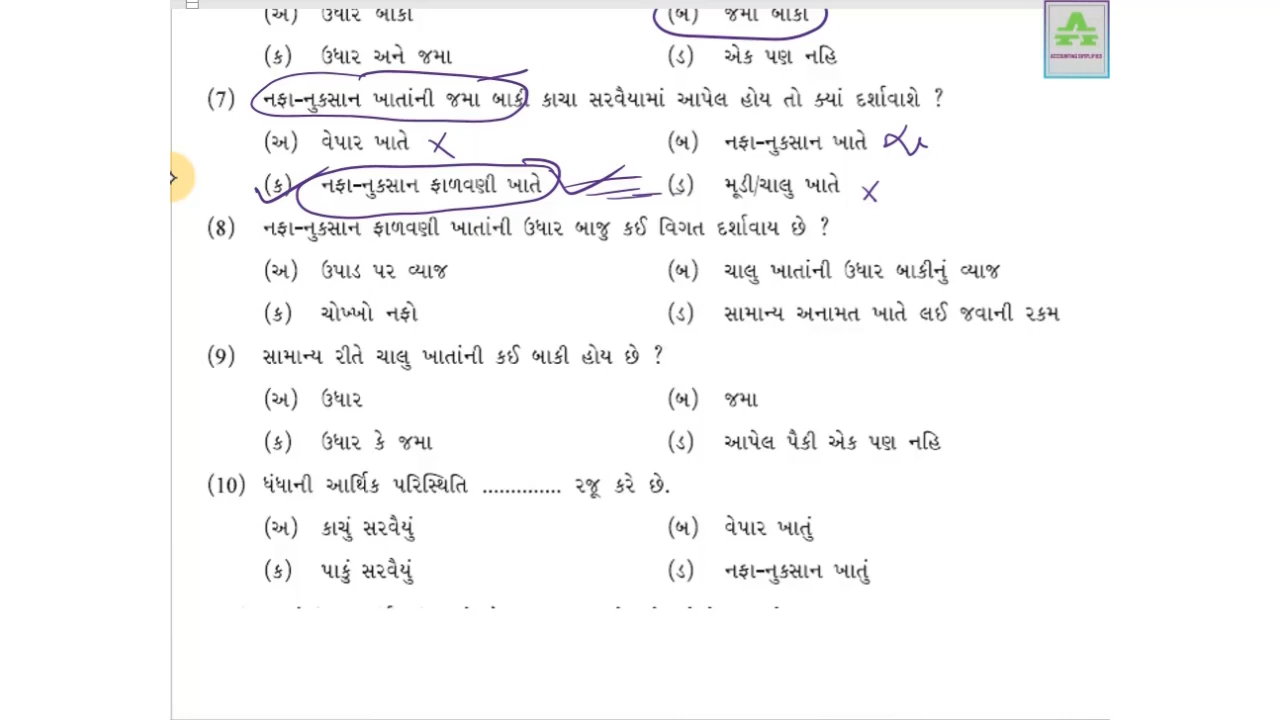 (અ) ઉધાર બાકી (બ) જમા બાકી
(ક) ઉધાર અને જમા (ડ) એક પણ નહિ
(7) નફા-નુકસાન ખાતાંની જમા બાકી કાચા સરવૈયામાં આપેલ હોય તો ક્યાં દર્શાવાશે ?
(અ) વેપાર ખાતે (બ) નફા-નુકસાન ખાતે
(ક) નફા-નુકસાન ફાળવણી ખાતે (ડ) મૂડી/ચાલુ ખાતે
(8) નફા-નુકસાન ફાળવણી ખાતાંની ઉધાર બાજુ કઈ વિગત દર્શાવાય છે ?
(અ) ઉપાડ પર વ્યાજ (બ) ચાલુ ખાતાંની ઉધાર બાકીનું વ્યાજ
(ક) ચોખ્ખો નફો (ડ) સામાન્ય અનામત ખાતે લઈ જવાની રકમ
(9) સામાન્ય રીતે ચાલુ ખાતાંની કઈ બાકી હોય છે ?
(અ) ઉધાર (બ) જમા
(ક) ઉધાર કે જમા (ડ) આપેલ પૈકી એક પણ નહિ
(10) ધંધાની આર્થિક પરિસ્થિતિ .............. રજૂ કરે છે.
(અ) કાચું સરવૈયું (બ) વેપાર ખાતું
(ક) પાકું સરવૈયું (ડ) નફા-નુકસાન ખાતું
ACCOUNTING SIMPLIFIED